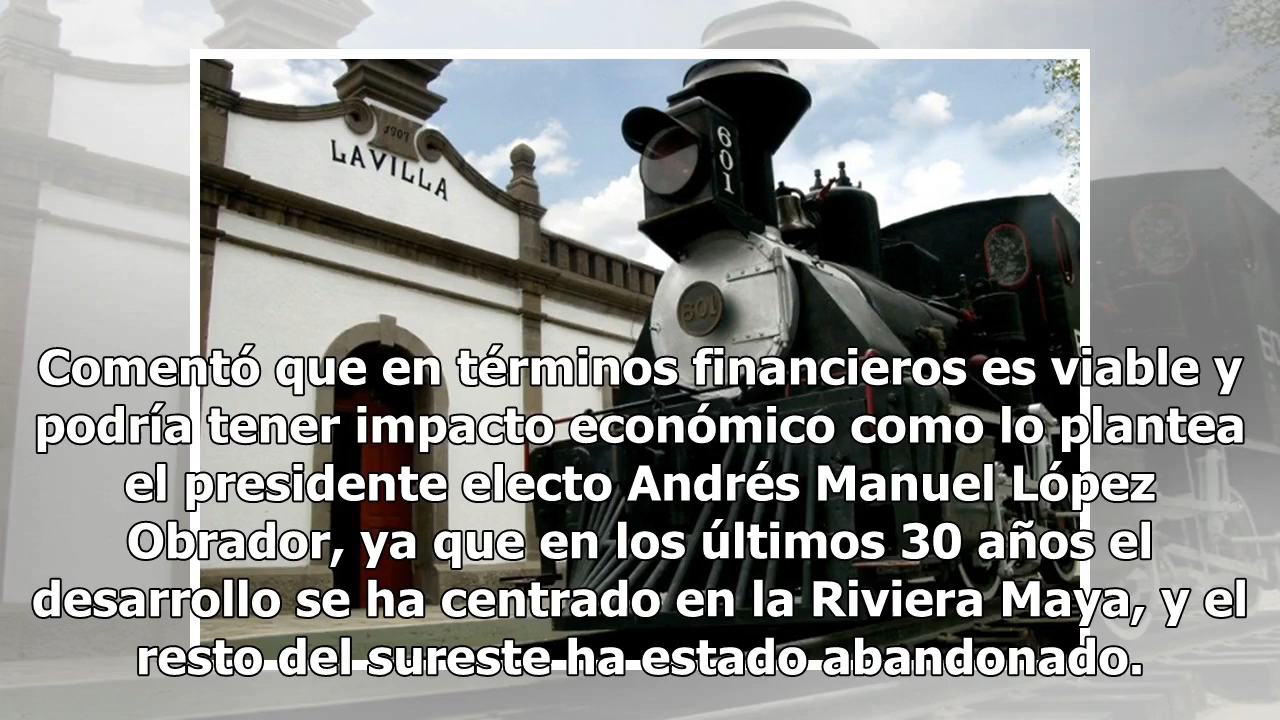 1907
LAVILLA
601
601
Comentó que en términos financieros es viable y
podría tener impacto económico como lo plantea
el presidente electo Andrés Manuel López
Obrador, ya que en los últimos 30 años el
desarrollo se ha centrado en la Riviera Maya, y el
resto del sureste ha estado abandonado.